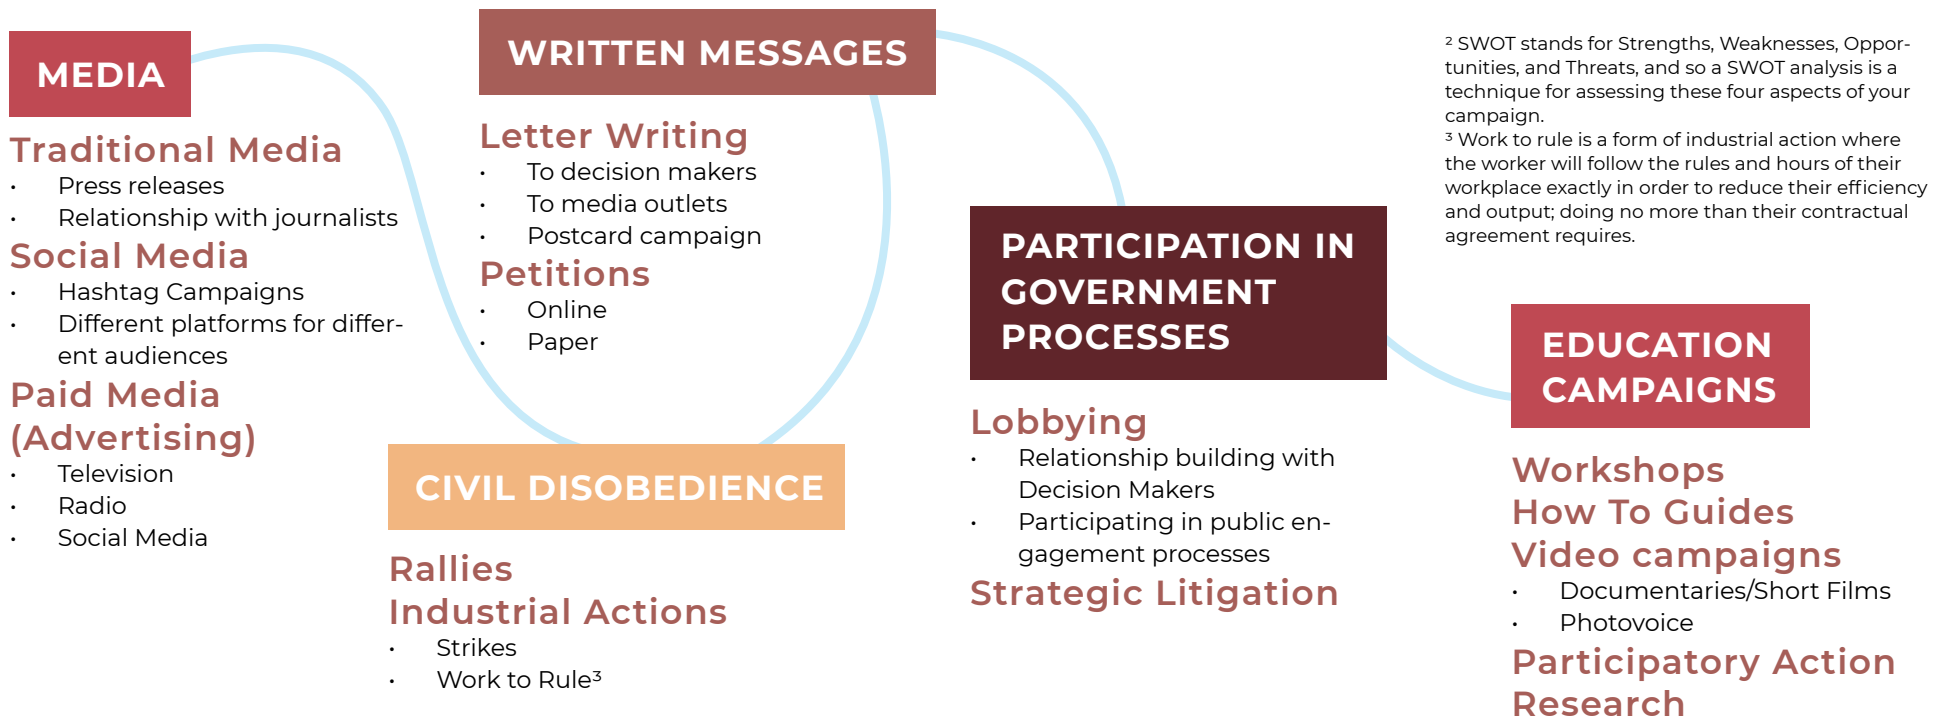 MEDIA
Traditional Media
• Press releases
• Relationship with journalists
Social Media
• Hashtag Campaigns
• Different platforms for differ-
ent audiences
Paid Media
(Advertising)
• Television
• Radio
• Social Media
WRITTEN MESSAGES
Letter Writing
• To decision makers
• To media outlets
• Postcard campaign
Petitions
• Online
• Paper
CIVIL DISOBEDIENCE
Rallies
Industrial Actions
• Strikes
• Work to Rule³
PARTICIPATION IN
GOVERNMENT
PROCESSES
Lobbying
• Relationship building with
Decision Makers
• Participating in public en-
gagement processes
Strategic Litigation
² SWOT stands for Strengths, Weaknesses, Oppor-
tunities, and Threats, and so a SWOT analysis is a
technique for assessing these four aspects of your
campaign.
³ Work to rule is a form of industrial action where
the worker will follow the rules and hours of their
workplace exactly in order to reduce their efficiency
and output; doing no more than their contractual
agreement requires.
EDUCATION
CAMPAIGNS
Workshops
How To Guides
Video campaigns
• Documentaries/Short Films
• Photovoice
Participatory Action
Research